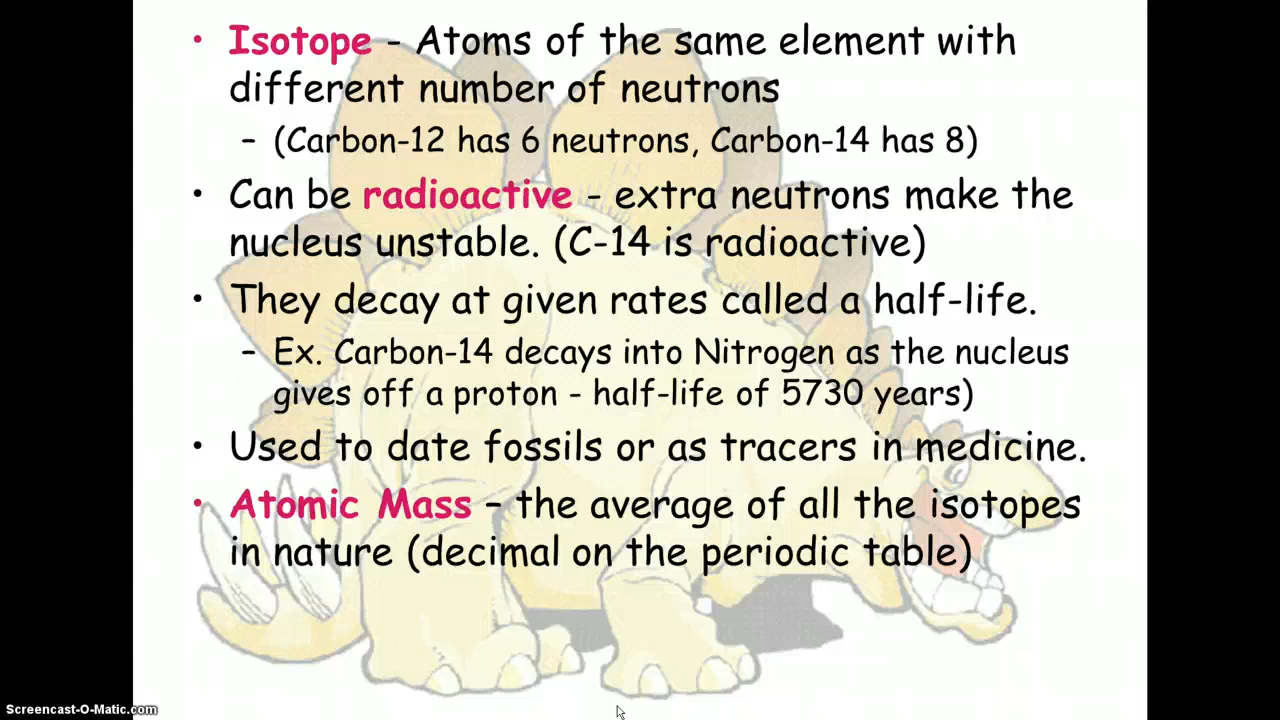 • Isotope - Atoms of the same element with
different number of neutrons
– (Carbon-12 has 6 neutrons, Carbon-14 has 8)
• Can be radioactive - extra neutrons make the
nucleus unstable. (C-14 is radioactive)
• They decay at given rates called a half-life.
– Ex. Carbon-14 decays into Nitrogen as the nucleus
gives off a proton - half-life of 5730 years)
• Used to date fossils or as tracers in medicine.
• Atomic Mass – the average of all the isotopes
in nature (decimal on the periodic table)
Screencast-O-Matic.com